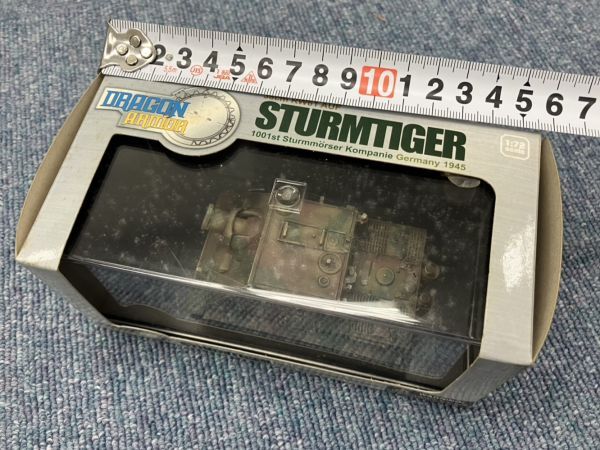 2 3 4 5 6 7 8 9 10 1 2 3 4 5 6 7
DRAGON
ARMOR
STURMTIGER
1001st Sturmmörser Kompanie Germany 1945
1:72
SCALE